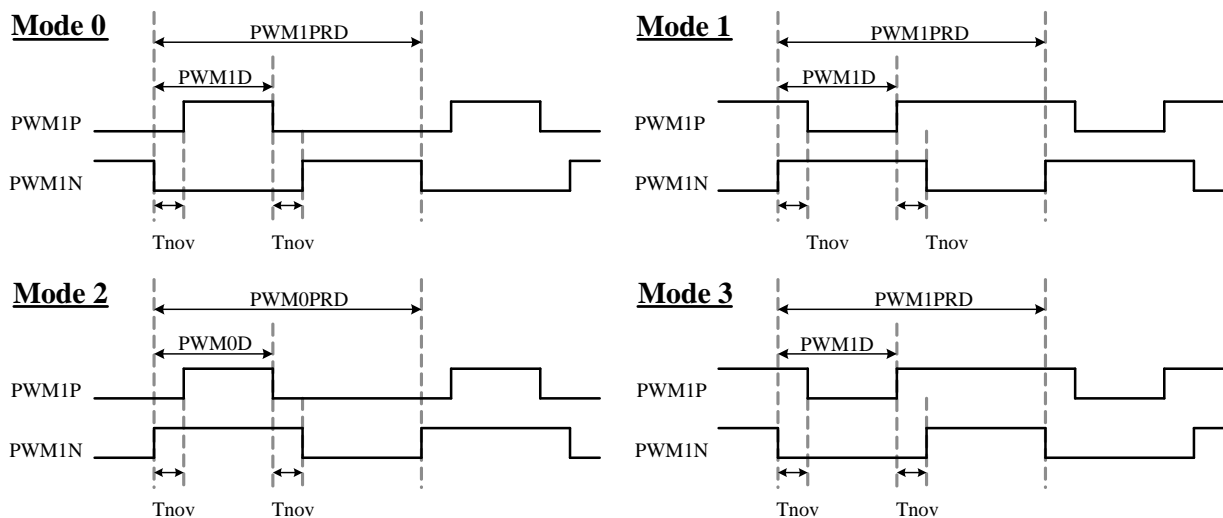 Mode 0
PWM1PRD
PWM1D
PWM1P
PWM1N
Tnov Tnov
Mode 1
PWM1PRD
PWM1D
PWM1P
PWM1N
Tnov Tnov
Mode 2
PWM0PRD
PWM0D
PWM1P
PWM1N
Tnov Tnov
Mode 3
PWM1PRD
PWM1D
PWM1P
PWM1N
Tnov Tnov